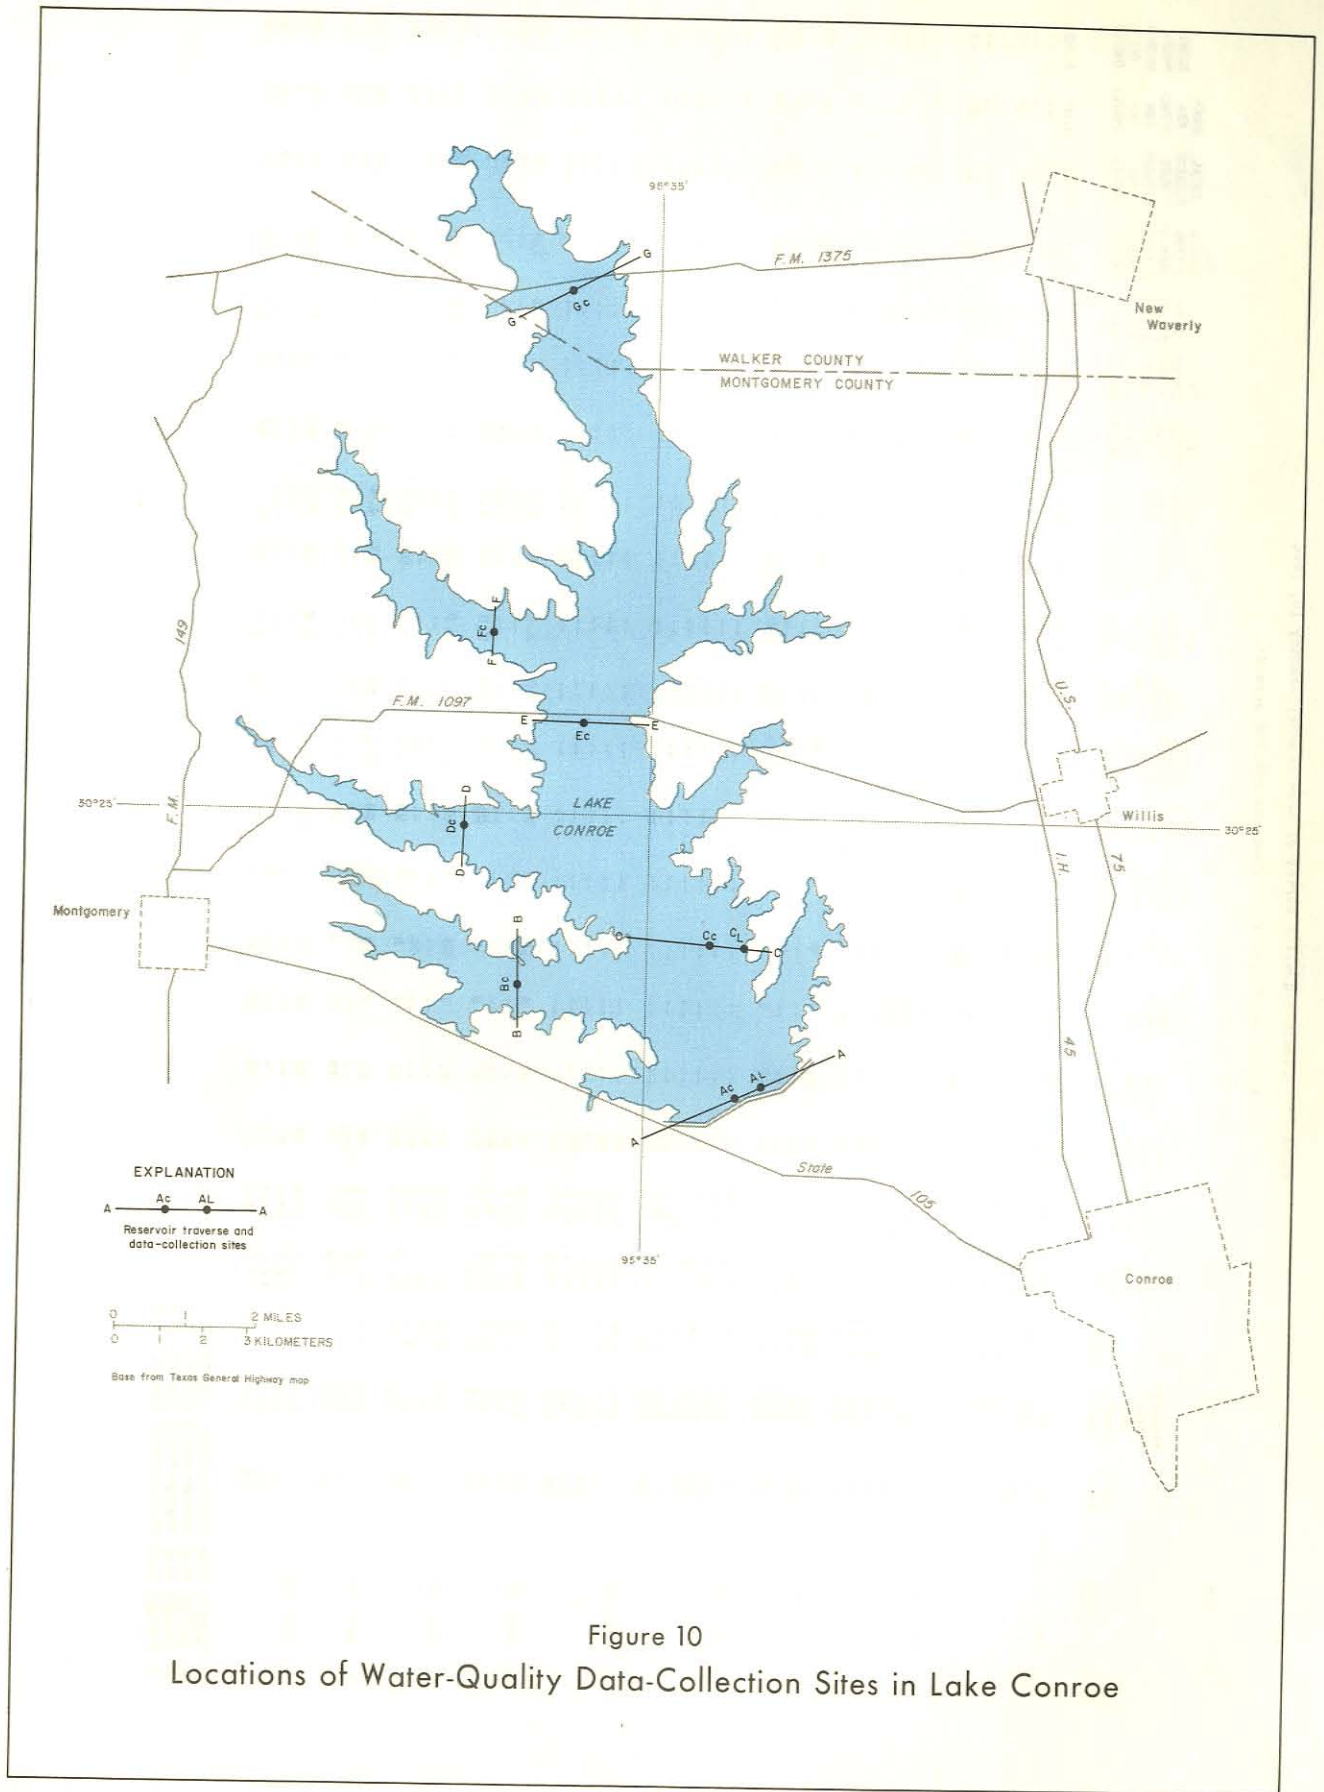 95°35'
G
F.M. 1375
Gc
G
New
Waverly
WALKER COUNTY
MONTGOMERY COUNTY
F
Fc
F
149
F.M. 1097
U.S.
E
E
Ec
D
LAKE
30°25'
Dc
CONROE
Willis
30°25'
F.M.
D
I.H.
75
Montgomery
B
C
Cc
CL
C
Bc
B
45
A
AL
Ac
A
State
105
EXPLANATION
Ac AL
A A
Reservoir traverse and
data-collection sites
95°35'
Conroe
0 1 2 MILES
0 1 2 3 KILOMETERS
Base from Texas General Highway map
Figure 10
Locations of Water-Quality Data-Collection Sites in Lake Conroe